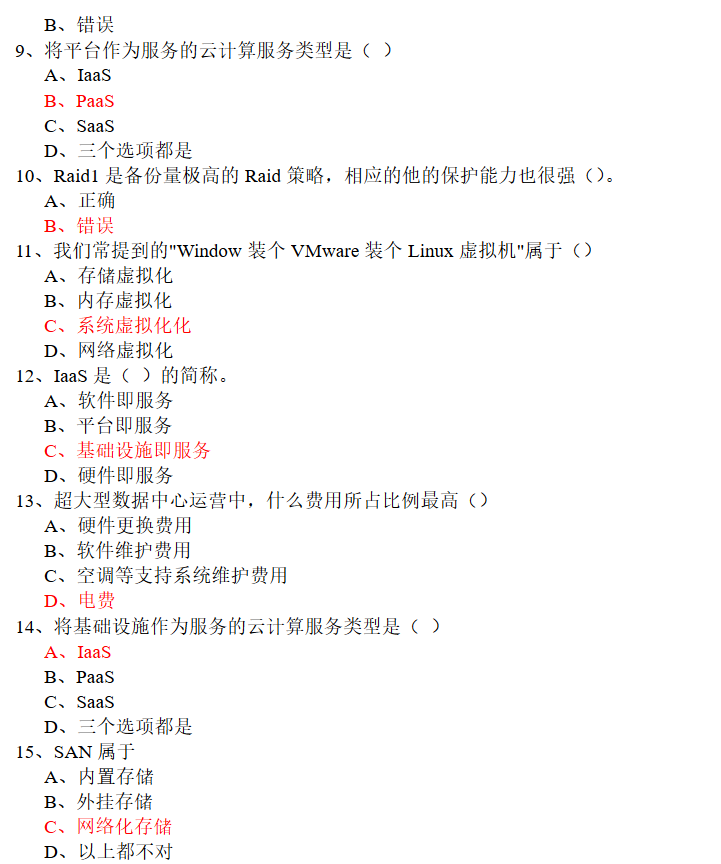 B、错误
9、将平台作为服务的云计算服务类型是（ ）
A、IaaS
B、PaaS
C、SaaS
D、三个选项都是
10、Raid1 是备份量极高的 Raid 策略，相应的他的保护能力也很强（）。
A、正确
B、错误
11、我们常提到的"Window 装个 VMware 装个 Linux 虚拟机"属于（）
A、存储虚拟化
B、内存虚拟化
C、系统虚拟化化
D、网络虚拟化
12、IaaS 是（ ）的简称。
A、软件即服务
B、平台即服务
C、基础设施即服务
D、硬件即服务
13、超大型数据中心运营中，什么费用所占比例最高（）
A、硬件更换费用
B、软件维护费用
C、空调等支持系统维护费用
D、电费
14、将基础设施作为服务的云计算服务类型是（ ）
A、IaaS
B、PaaS
C、SaaS
D、三个选项都是
15、SAN 属于
A、内置存储
B、外挂存储
C、网络化存储
D、以上都不对